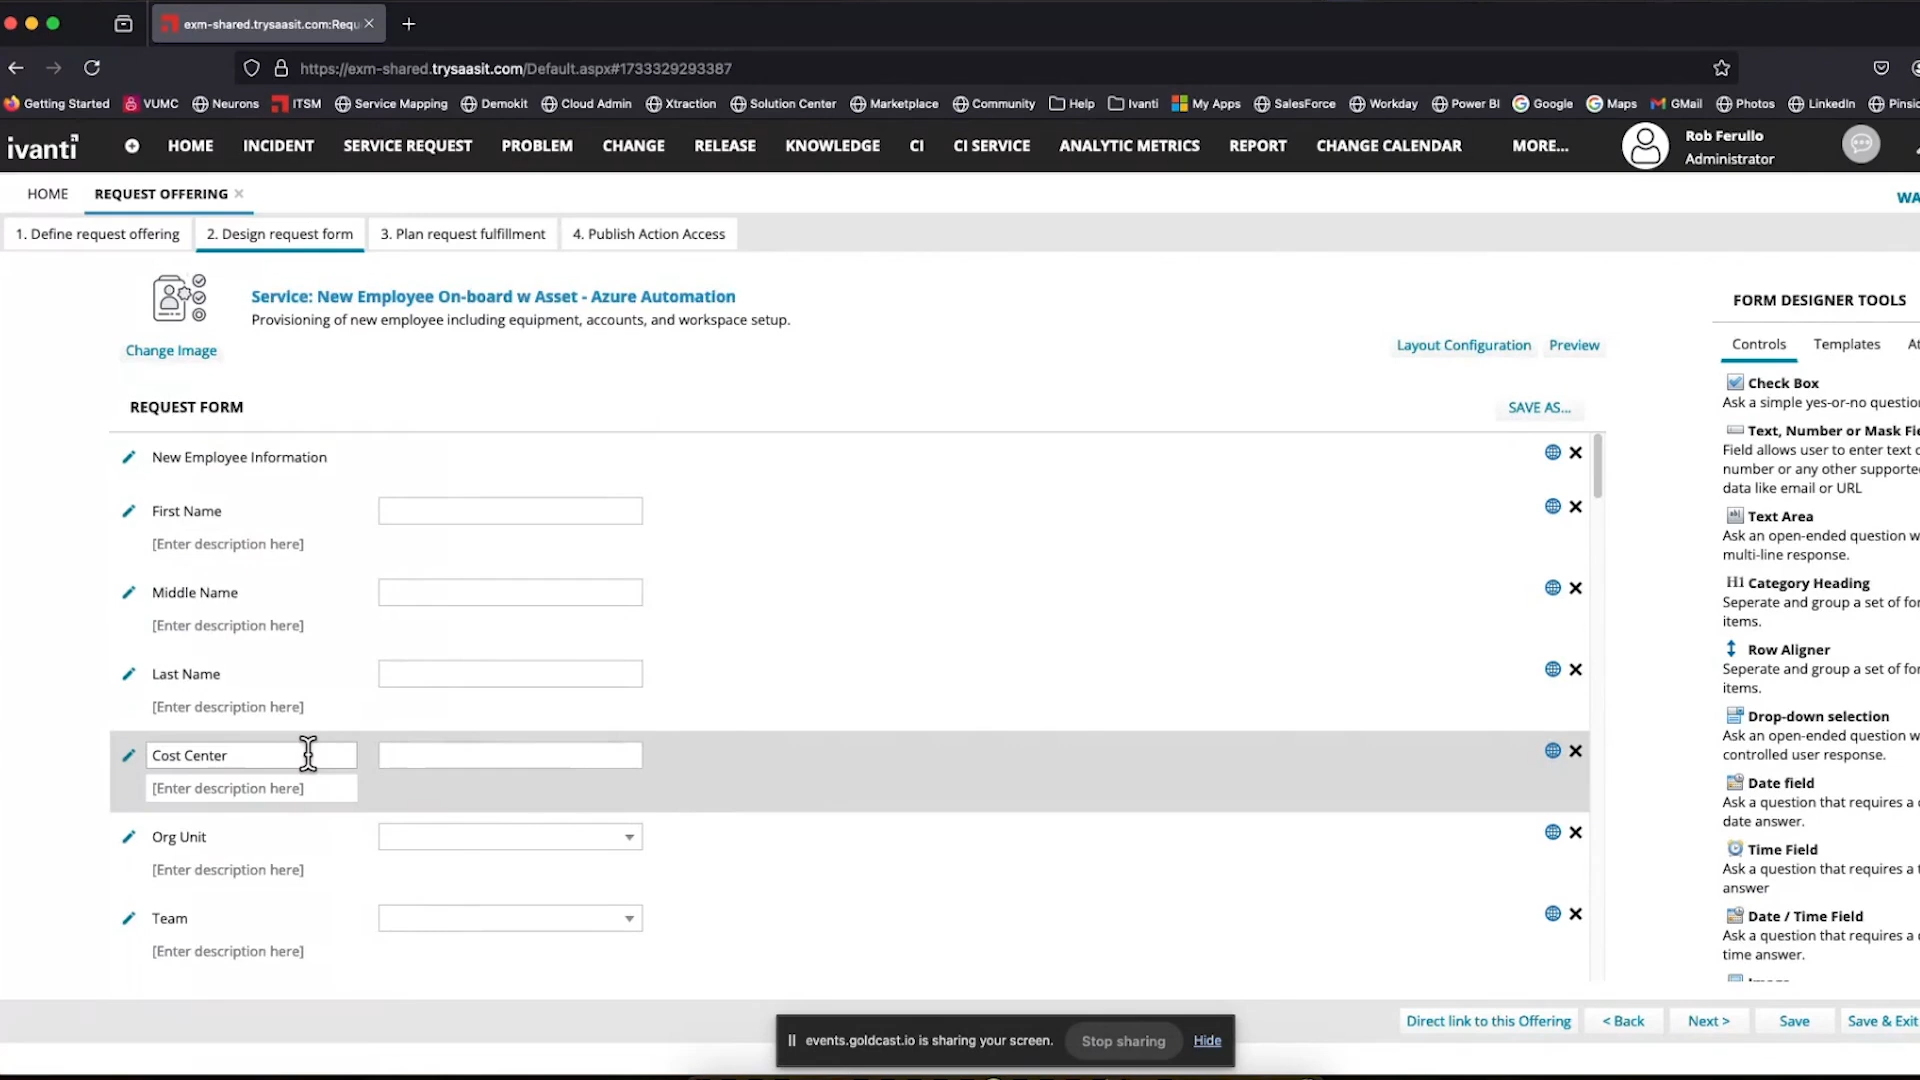 exm-shared.trysaasit.com:Requ
https://exm-shared.trysaasit.com/Default.aspx#1733329293387
Getting Started VUMC Neurons ITSM Service Mapping Demokit Cloud Admin Xtraction Solution Center Marketplace Community Help Ivanti My Apps SalesForce Workday Power BI Google Maps GMail Photos LinkedIn Pinsic
ivanti HOME INCIDENT SERVICE REQUEST PROBLEM CHANGE RELEASE KNOWLEDGE CI CI SERVICE ANALYTIC METRICS REPORT CHANGE CALENDAR MORE...
Rob Ferullo
Administrator
HOME REQUEST OFFERING
WA
1. Define request offering 2. Design request form 3. Plan request fulfillment 4. Publish Action Access
Service: New Employee On-board w Asset - Azure Automation
Provisioning of new employee including equipment, accounts, and workspace setup.
Change Image
Layout Configuration Preview
REQUEST FORM
SAVE AS...
New Employee Information
First Name
[Enter description here]
Middle Name
[Enter description here]
Last Name
[Enter description here]
Cost Center
[Enter description here]
Org Unit
[Enter description here]
Team
[Enter description here]
FORM DESIGNER TOOLS
Controls Templates At
Check Box
Ask a simple yes-or-no question
Text, Number or Mask Fie
Field allows user to enter text o
number or any other supporte
data like email or URL
Text Area
Ask an open-ended question w
multi-line response.
H1 Category Heading
Seperate and group a set of for
items.
Row Aligner
Seperate and group a set of for
items.
Drop-down selection
Ask an open-ended question w
controlled user response.
Date field
Ask a question that requires a c
date answer.
Time Field
Ask a question that requires a t
answer
Date / Time Field
Ask a question that requires a c
time answer.
Direct link to this Offering < Back Next > Save Save & Exit
events.goldcast.io is sharing your screen. Stop sharing Hide